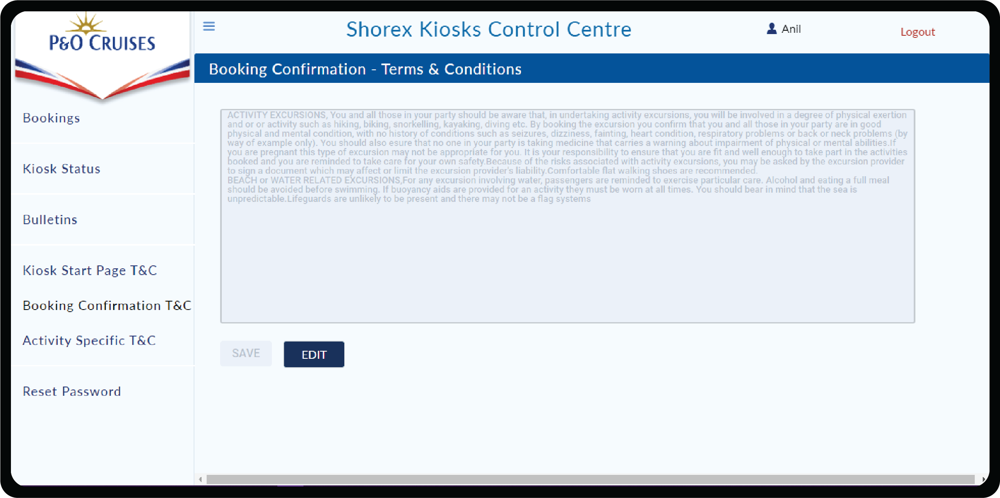 P&O CRUISES
Shorex Kiosks Control Centre
Anil
Logout
Booking Confirmation - Terms & Conditions
Bookings
Kiosk Status
Bulletins
Kiosk Start Page T&C
Booking Confirmation T&C
Activity Specific T&C
Reset Password
ACTIVITY EXCURSIONS, You and all those in your party should be aware that, in undertaking activity excursions, you will be involved in a degree of physical exertion
and or or activity such as hiking, biking, snorkelling, kayaking, diving etc. By booking the excursion you confirm that you and all those in your party are in good
physical and mental condition, with no history of conditions such as seizures, dizziness, fainting, heart condition, respiratory problems or back or neck problems (by
way of example only). You should also esure that no one in your party is taking medicine that carries a warning about impairment of physical or mental abilities.If
you are pregnant this type of excursion may not be appropriate for you. It is your responsibility to ensure that you are fit and well enough to take part in the activities
booked and you are reminded to take care for your own safety.Because of the risks associated with activity excursions, you may be asked by the excursion provider
to sign a document which may affect or limit the excursion provider's liability.Comfortable flat walking shoes are recommended.
BEACH or WATER RELATED EXCURSIONS,For any excursion involving water, passengers are reminded to exercise particular care. Alcohol and eating a full meal
should be avoided before swimming. If buoyancy aids are provided for an activity they must be worn at all times. You should bear in mind that the sea is
unpredictable.Lifeguards are unlikely to be present and there may not be a flag systems
SAVE
EDIT